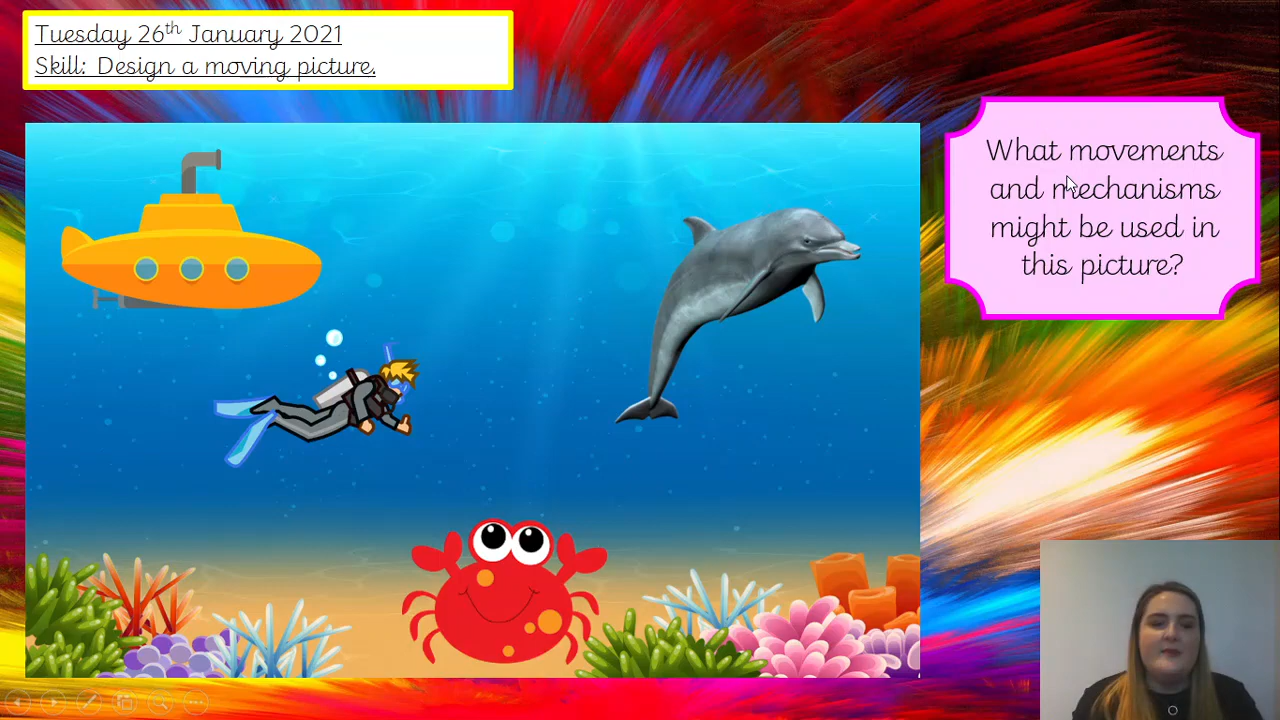 Tuesday 26th January 2021
Skill: Design a moving picture.
What movements
and mechanisms
might be used in
this picture?